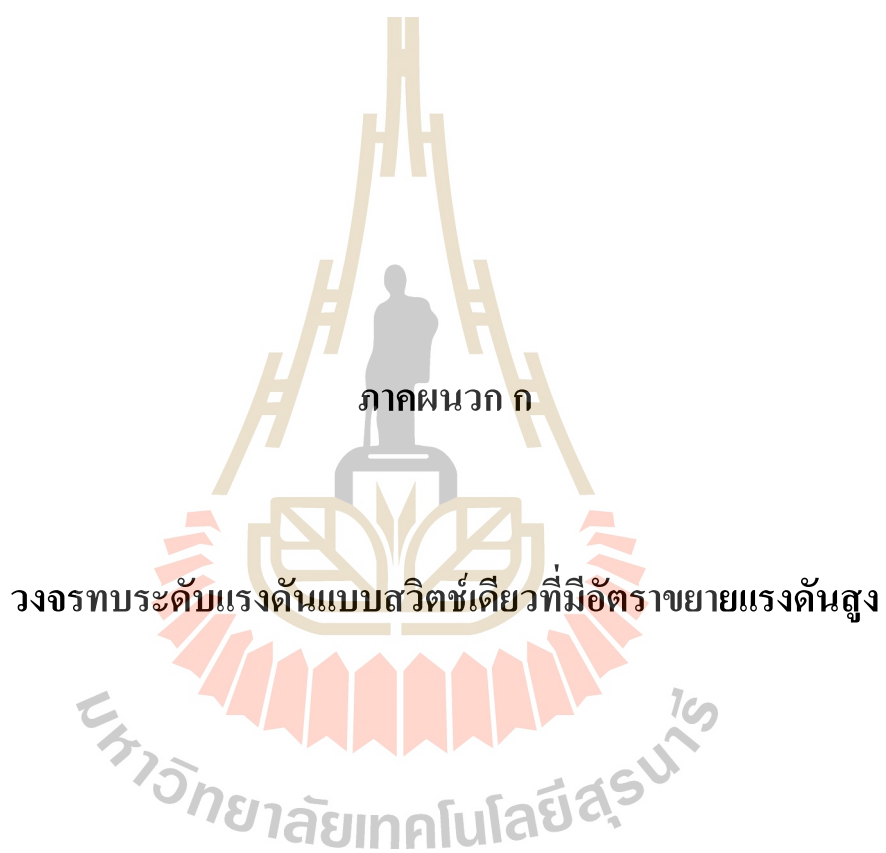 ภาคผนวก ก
วงจรทบระดับแรงดันแบบสวิตช์เดียวที่มีอัตราขยายแรงดันสูง
มหาวิทยาลัยเทคโนโลยีสุรนารี